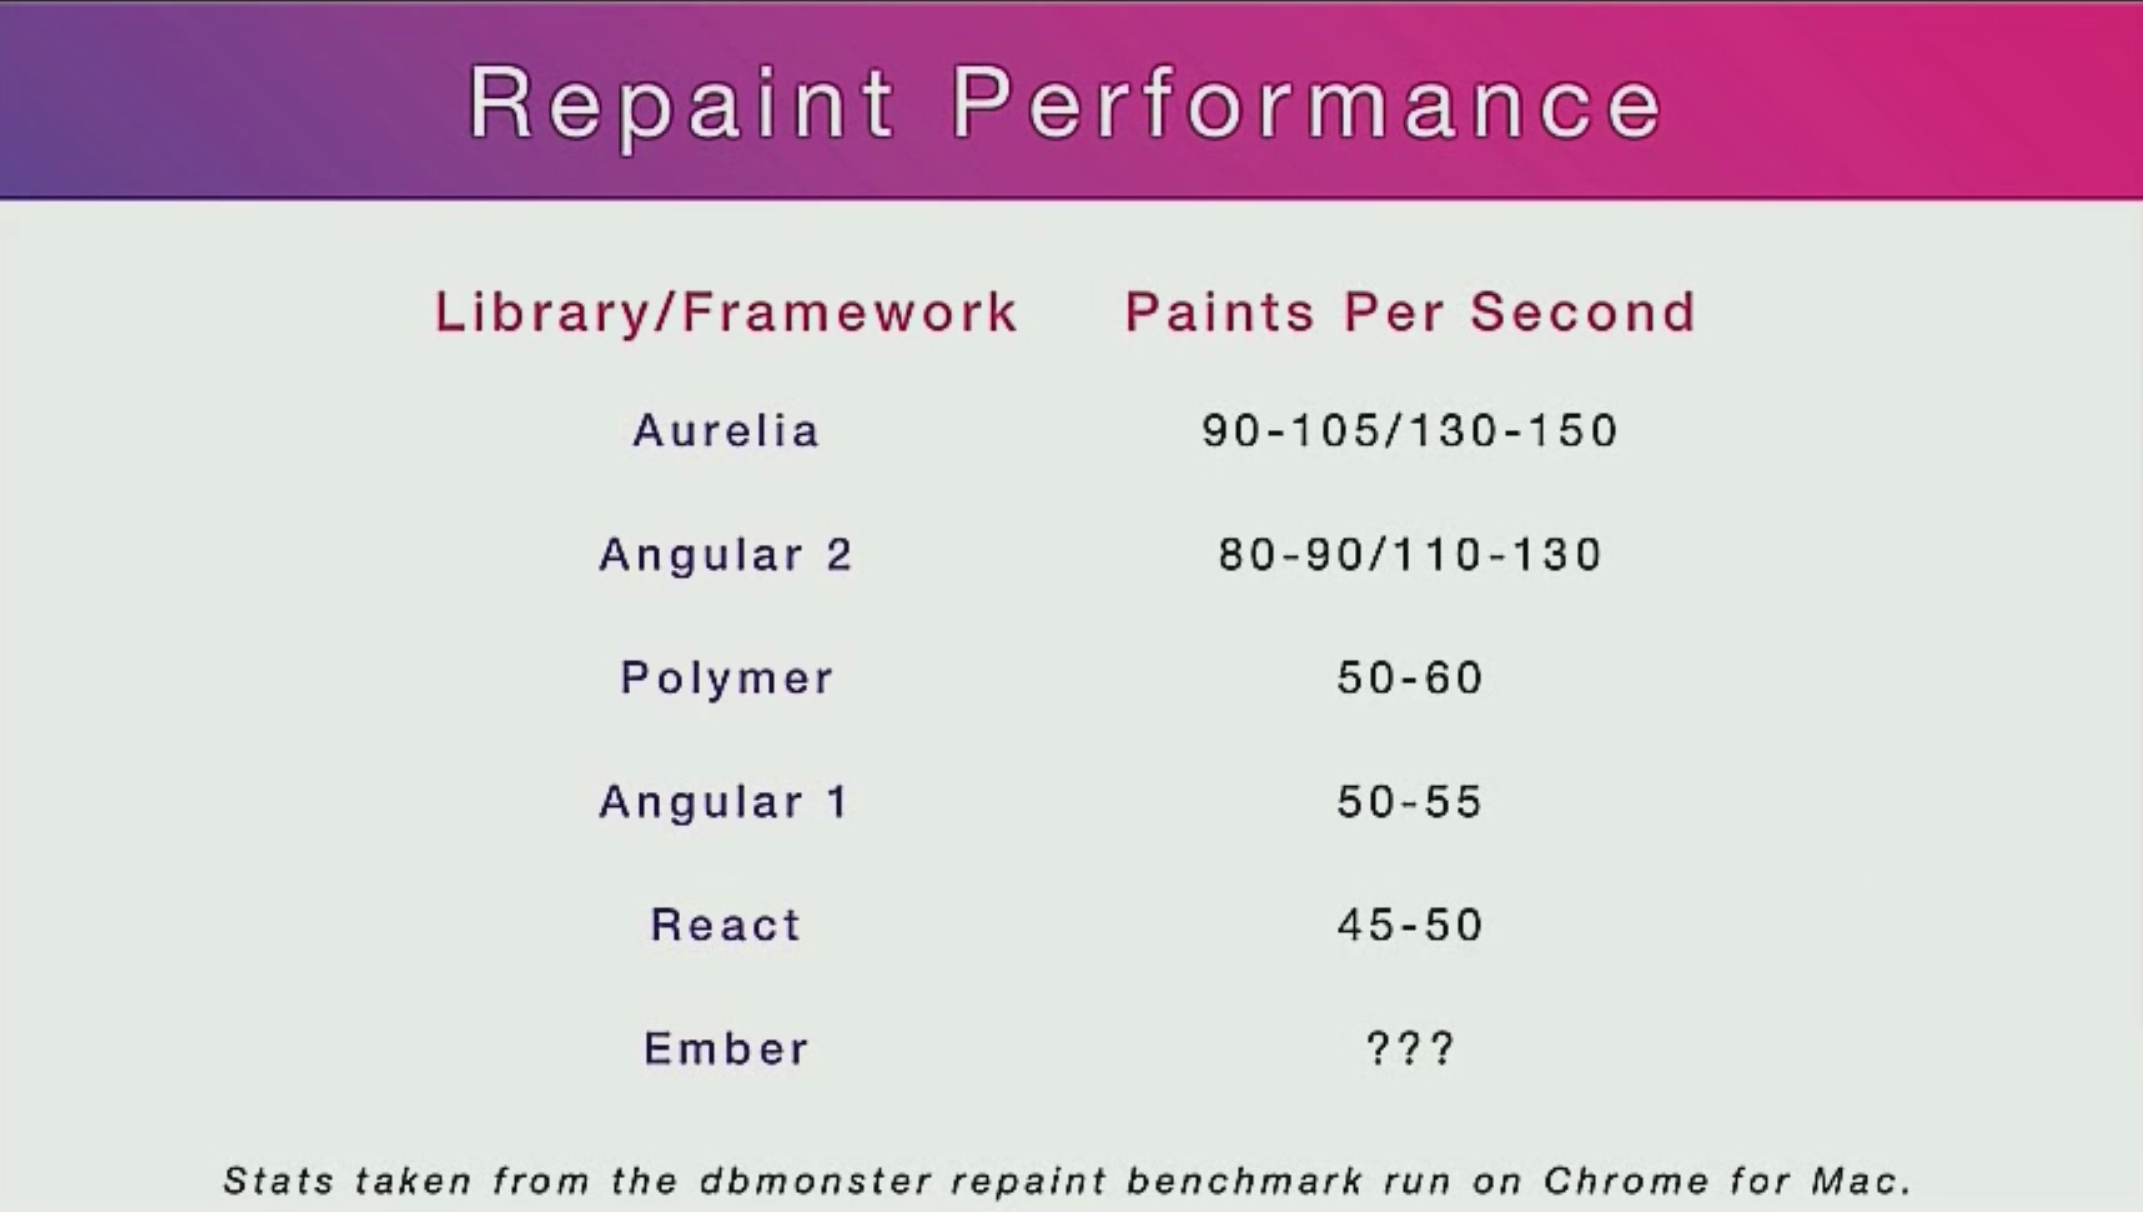 Repaint Performance
Library/Framework Paints Per Second
Aurelia 90-105/130-150
Angular 2 80-90/110-130
Polymer 50-60
Angular 1 50-55
React 45-50
Ember ???
Stats taken from the dbmonster repaint benchmark run on Chrome for Mac.